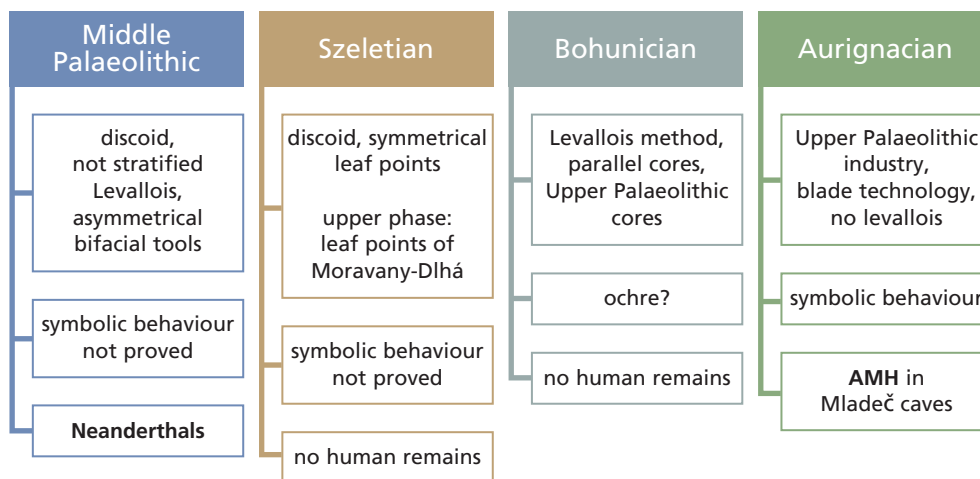 Middle
Palaeolithic
discoid,
not stratified
Levallois,
asymmetrical
bifacial tools
symbolic behaviour
not proved
Neanderthals
Szeletian
discoid, symmetrical
leaf points
upper phase:
leaf points of
Moravany-Dlhá
symbolic behaviour
not proved
no human remains
Bohunician
Levallois method,
parallel cores,
Upper Palaeolithic
cores
ochre?
no human remains
Aurignacian
Upper Palaeolithic
industry,
blade technology,
no levallois
symbolic behaviour
AMH in
Mladeč caves